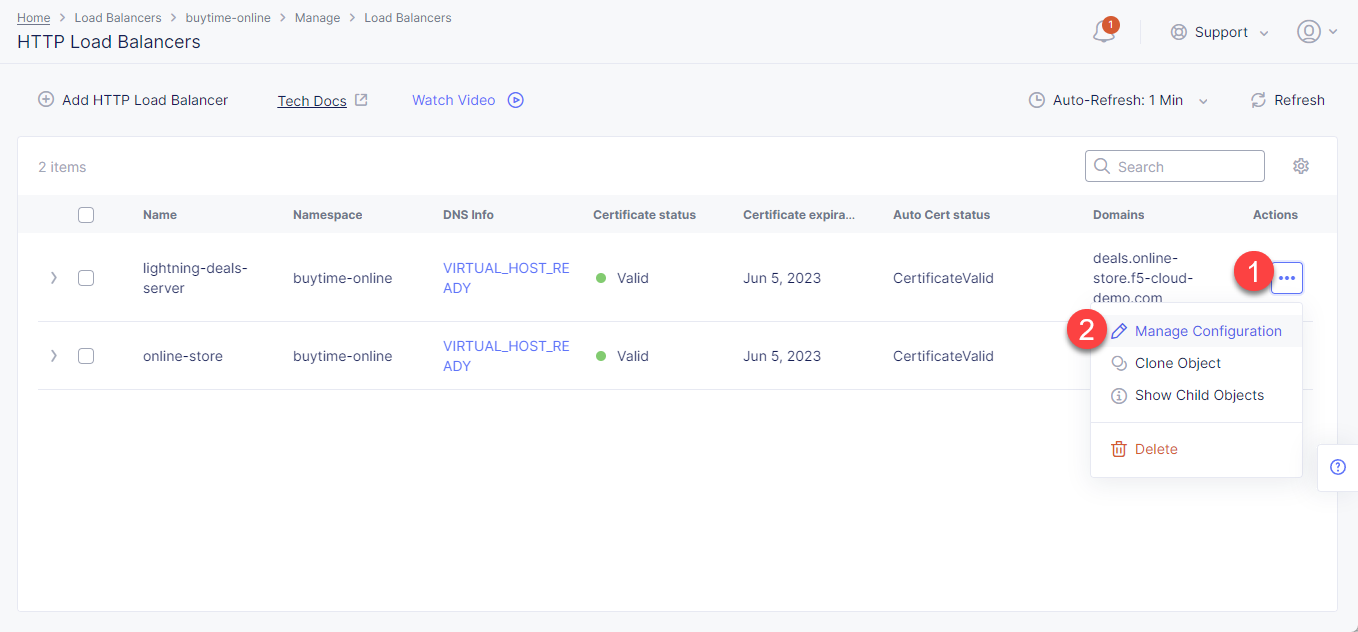 Home > Load Balancers > buytime-online > Manage > Load Balancers
HTTP Load Balancers
1
Support
Add HTTP Load Balancer
Tech Docs
Watch Video
Auto-Refresh: 1 Min
Refresh
2 items
Search
Name Namespace DNS Info Certificate status Certificate expira... Auto Cert status Domains Actions
lightning-deals-
server
buytime-online
VIRTUAL_HOST_RE
ADY
Valid
Jun 5, 2023
CertificateValid
deals.online-
store.f5-cloud-
demo.com
1
online-store
buytime-online
VIRTUAL_HOST_RE
ADY
Valid
Jun 5, 2023
CertificateValid
2
Manage Configuration
Clone Object
Show Child Objects
Delete